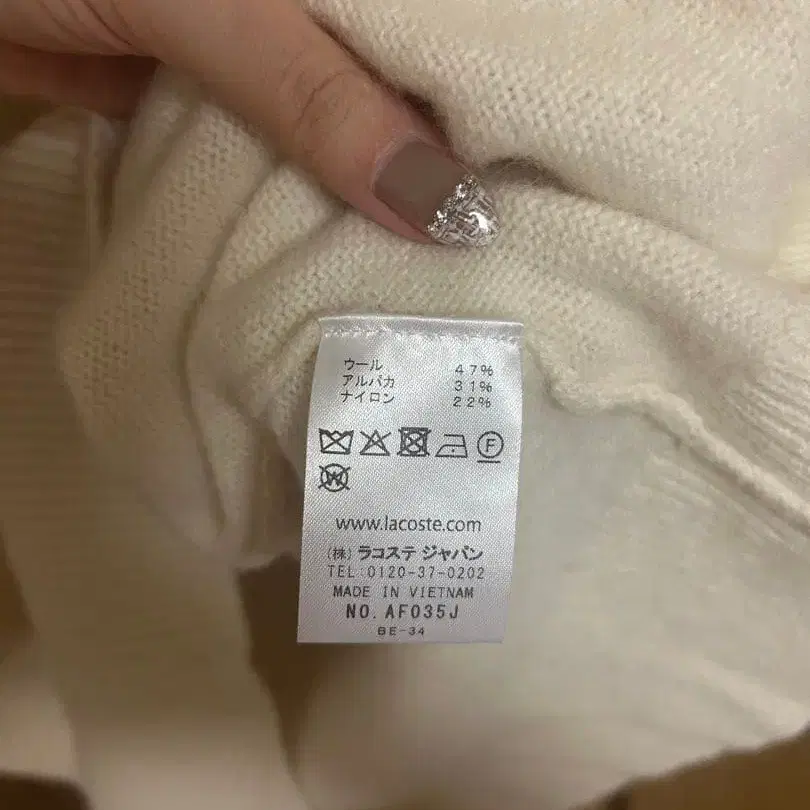 ウール 47%
アルパカ 31%
ナイロン 22%
F
W
www.lacoste.com
(株) ラコステ ジャパン
TEL:0120-37-0202
MADE IN VIETNAM
NO. AF035J
BE-34